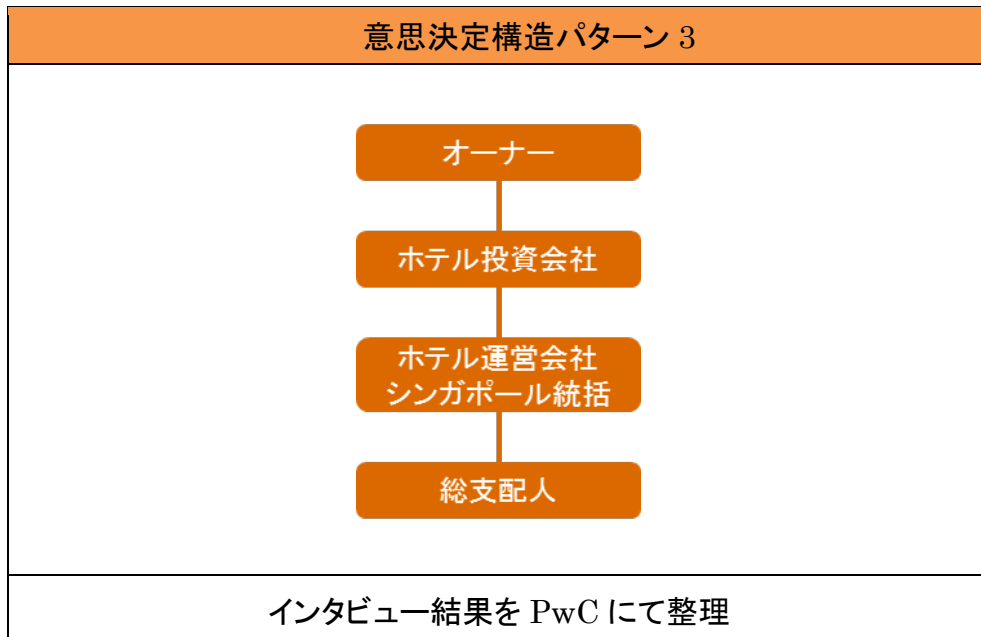 意思決定構造パターン 3
オーナー
ホテル投資会社
ホテル運営会社
シンガポール統括
総支配人
インタビュー結果を PwC にて整理